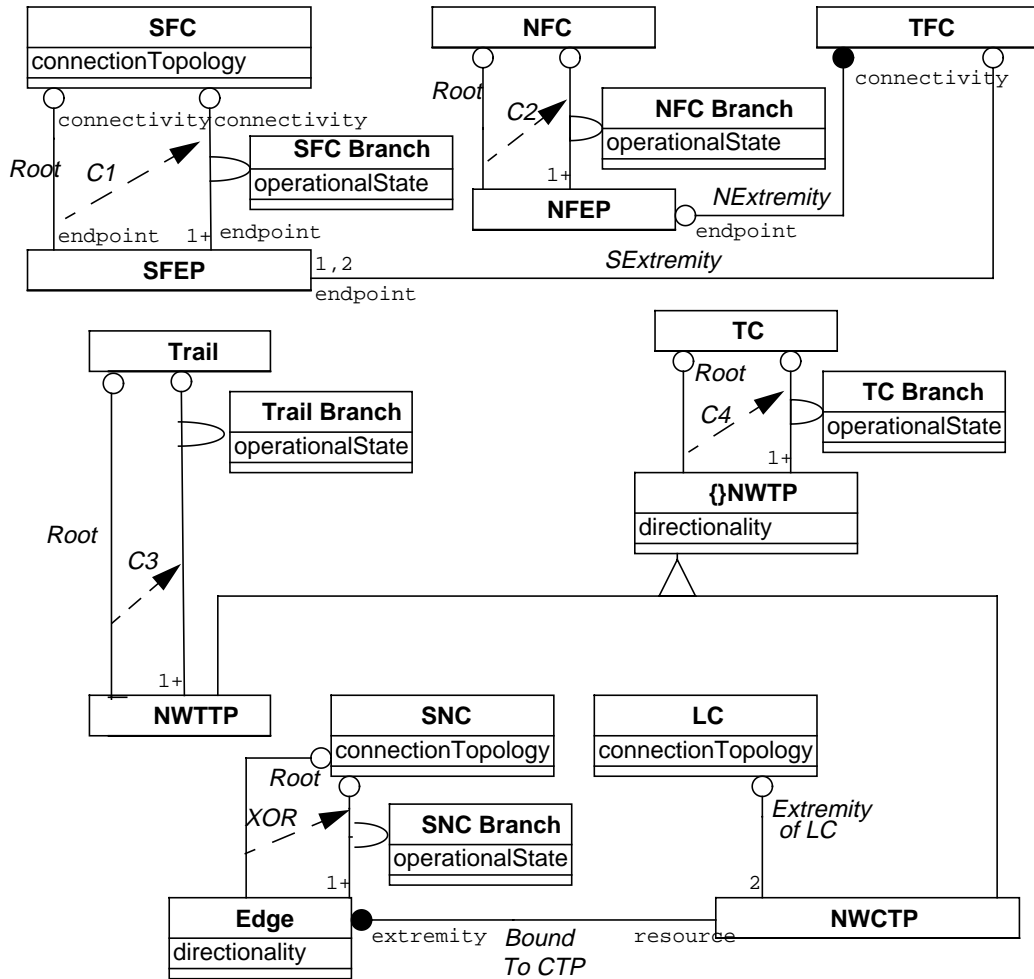 SFC
connectionTopology
NFC
TFC
connectivity
connectivity
connectivity
Root
C1
SFC Branch
operationalState
Root
C2
NFC Branch
operationalState
endpoint
1+
endpoint
SFEP
1+
NFEP
NExtremity
endpoint
1,2
endpoint
SExtremity
Trail
TC
Trail Branch
operationalState
Root
C4
TC Branch
operationalState
1+
{}NWTP
directionality
Root
C3
1+
NWTTP
SNC
connectionTopology
LC
connectionTopology
Root
XOR
SNC Branch
operationalState
Extremity
of LC
1+
2
Edge
directionality
extremity
Bound
To CTP
resource
NWCTP